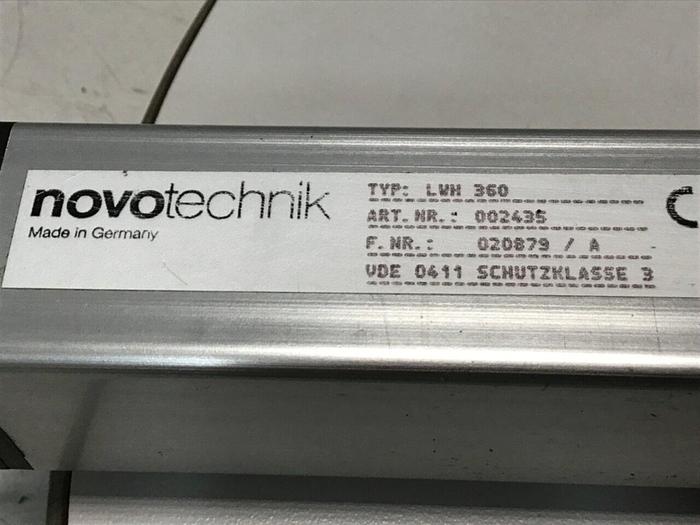 novotechnik
Made in Germany
TYP: LWH 360
ART. NR.: 002435
F. NR.: 020879 / A
VDE 0411 SCHUTZKLASSE 3